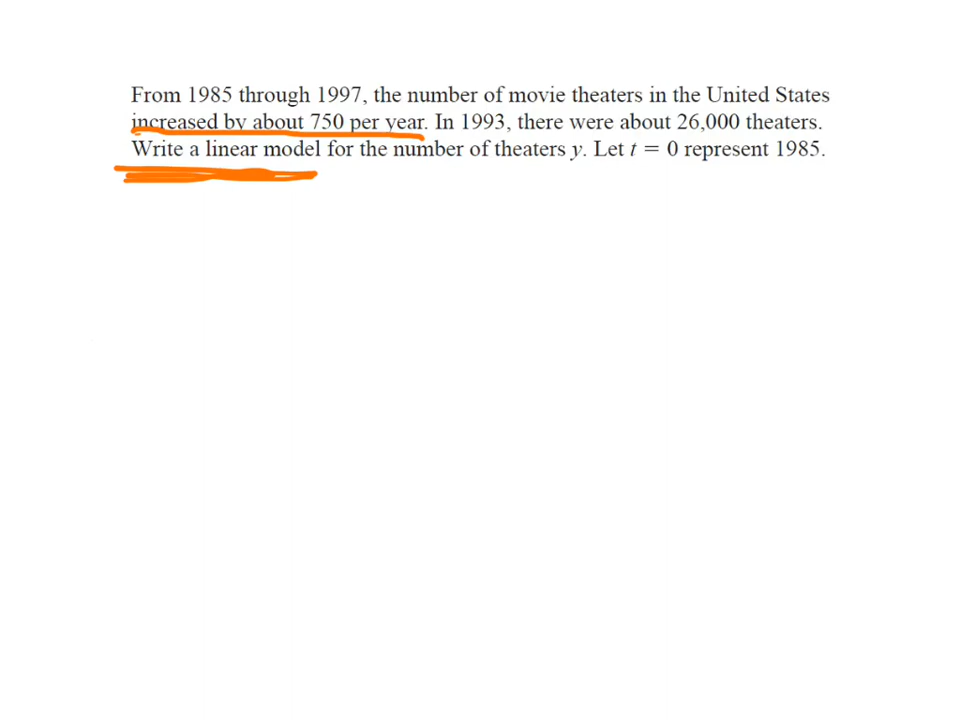 From 1985 through 1997, the number of movie theaters in the United States
increased by about 750 per year. In 1993, there were about 26,000 theaters.
Write a linear model for the number of theaters y. Let t = 0 represent 1985.